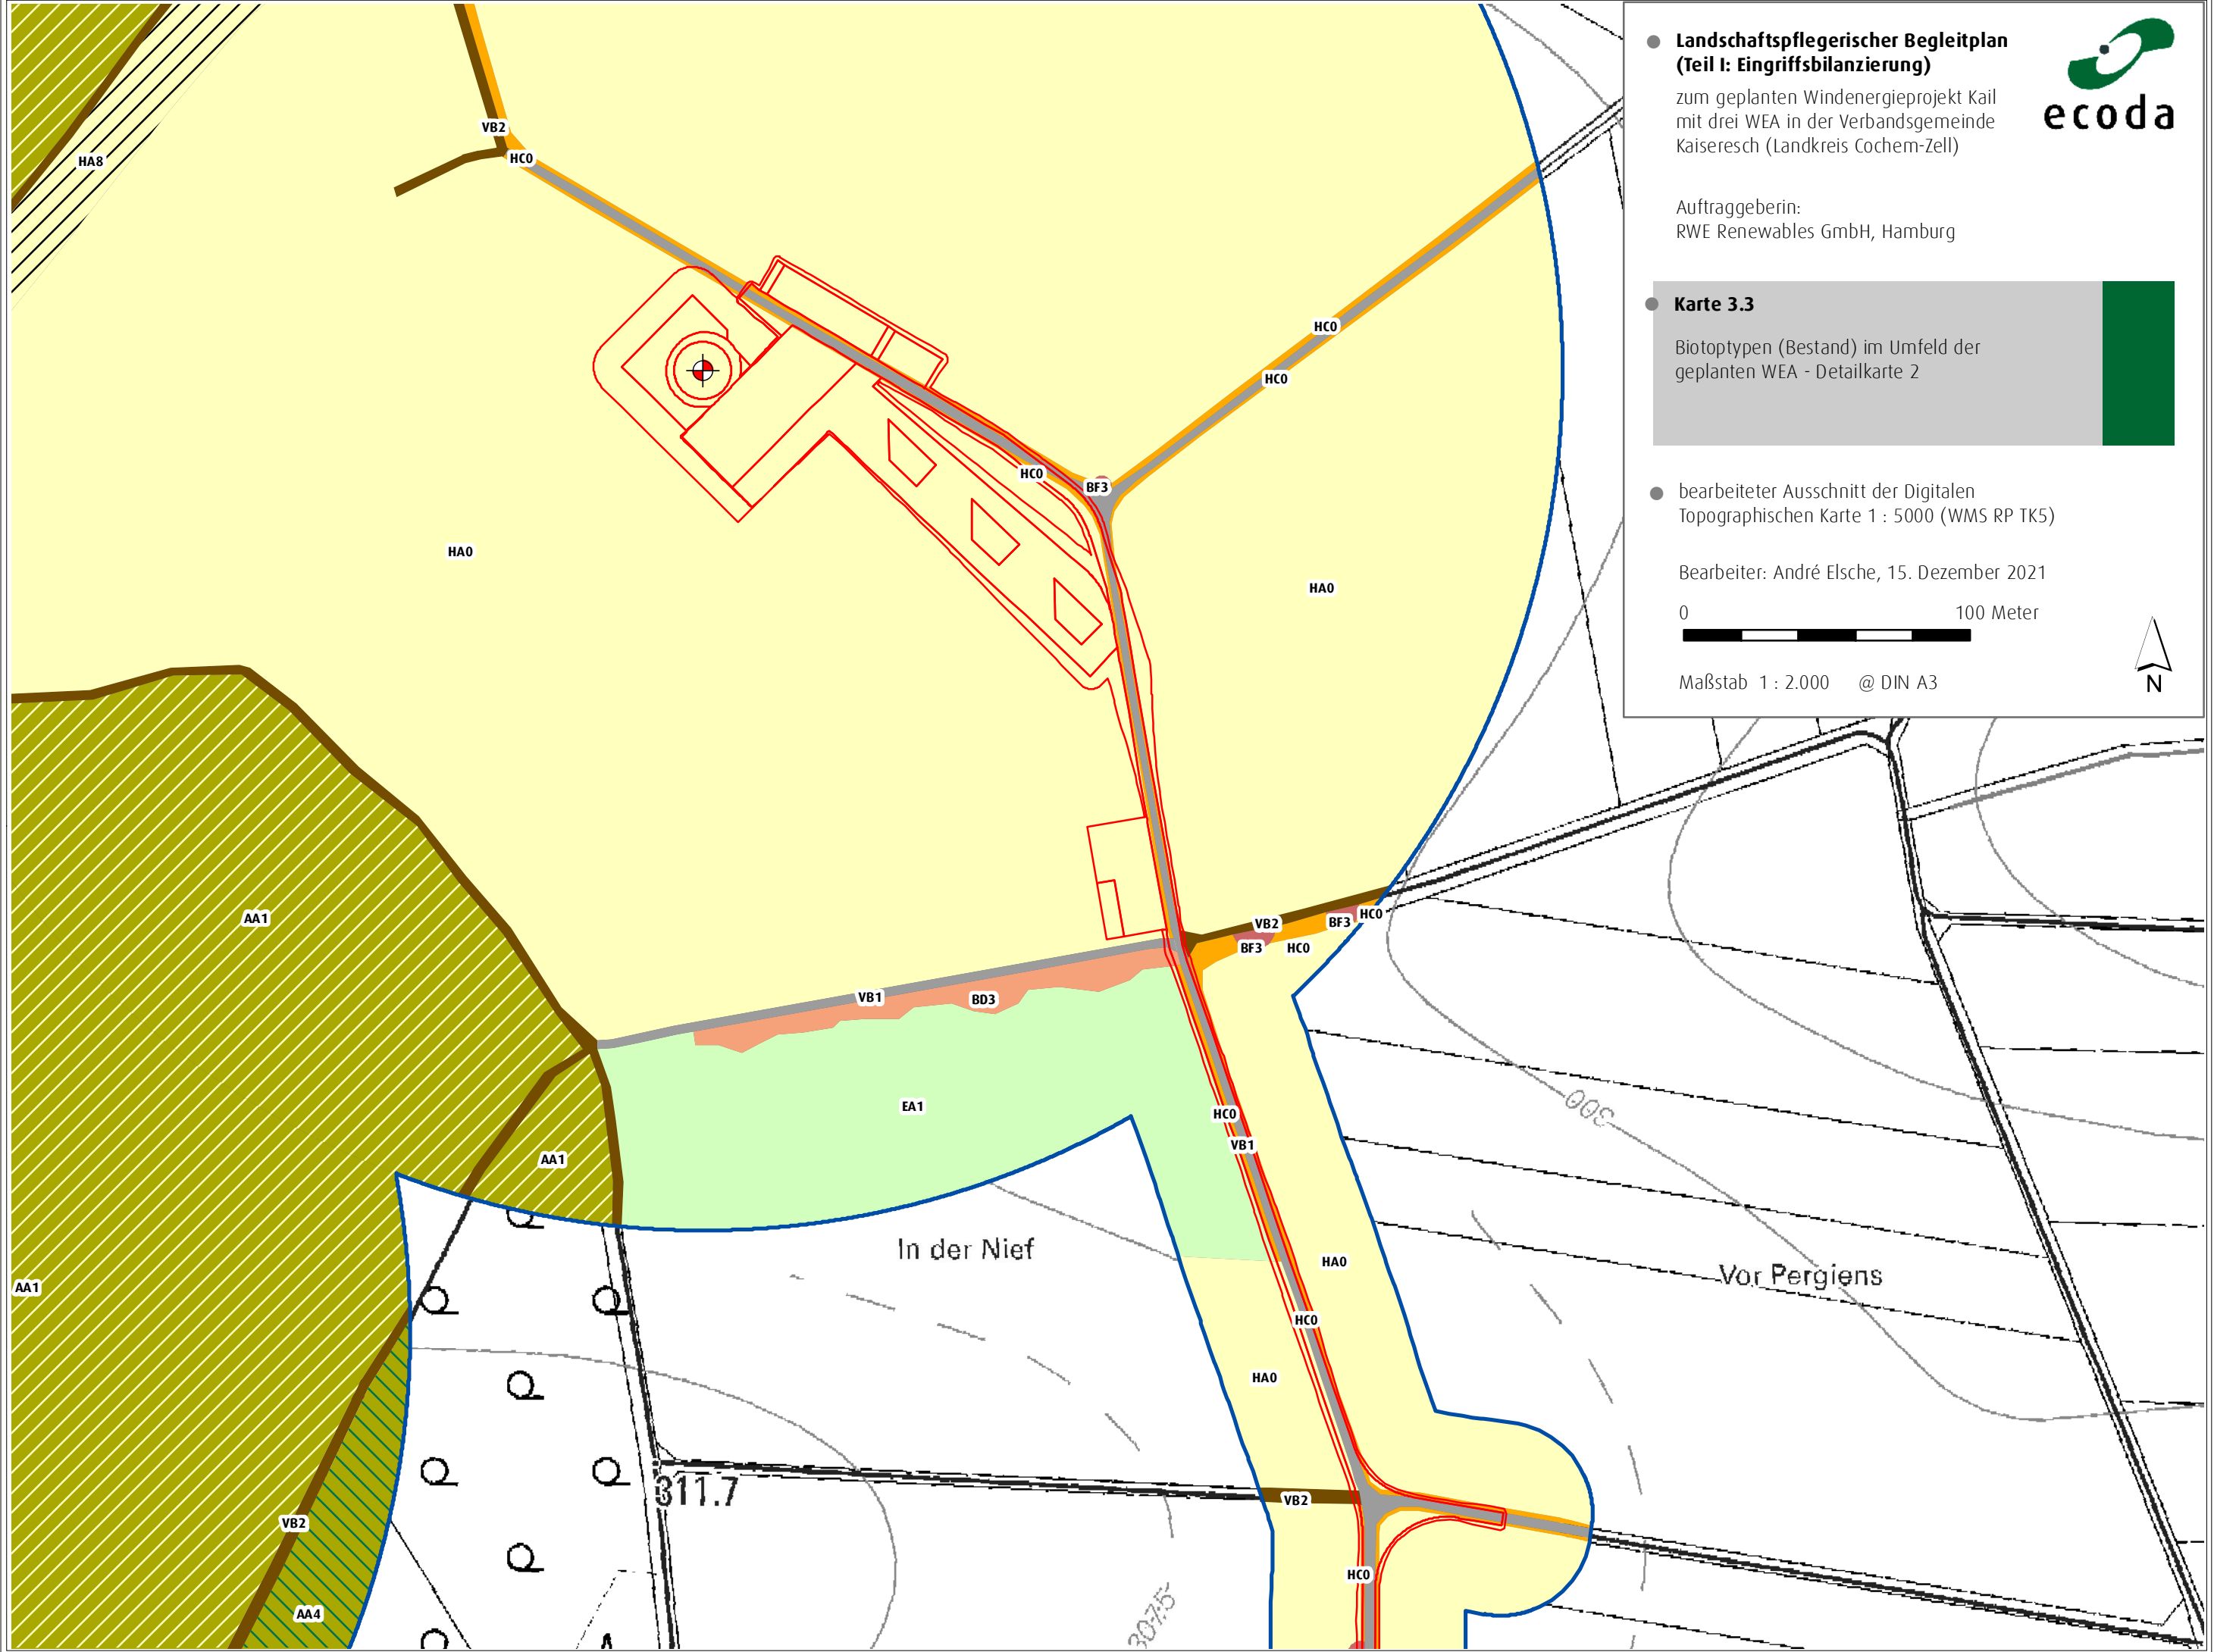 Landschaftspflegerischer Begleitplan
(Teil I: Eingriffsbilanzierung)
zum geplanten Windenergieprojekt Kail
mit drei WEA in der Verbandsgemeinde
Kaiseresch (Landkreis Cochem-Zell)
ecoda
Auftraggeberin:
RWE Renewables GmbH, Hamburg
Karte 3.3
Biotoptypen (Bestand) im Umfeld der
geplanten WEA - Detailkarte 2
bearbeiteter Ausschnitt der Digitalen
Topographischen Karte 1 : 5000 (WMS RP TK5)
Bearbeiter: André Elsche, 15. Dezember 2021
0 100 Meter
Maßstab 1 : 2.000 @ DIN A3
N
VB2
HC0
HA8
HC0
HC0
HC0
BF3
HA0
HA0
AA1
VB2
BF3
HC0
BF3
HC0
VB1
BD3
EA1
HC0
VB1
AA1
300
In der Nief
HA0
Vor Pergiens
AA1
HC0
HA0
311.7
VB2
VB2
HC0
AA4
307.5